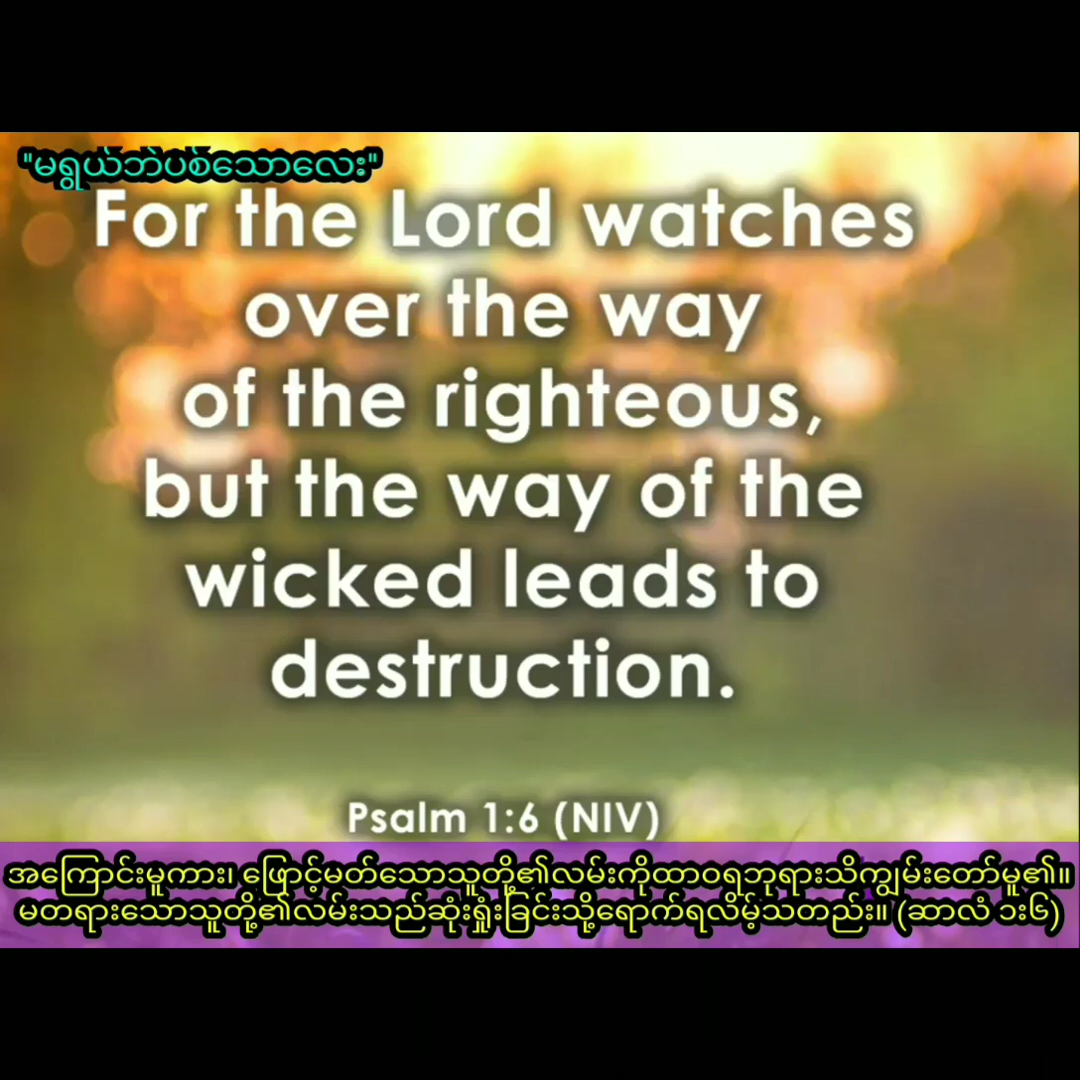 "မရွယ်ဘဲပစ်သောလေး"
For the Lord watches
over the way
of the righteous,
but the way of the
wicked leads to
destruction.
Psalm 1:6 (NIV)
အကြောင်းမူကား၊ ဖြောင့်မတ်သောသူတို့၏လမ်းကိုထာဝရဘုရားသိကျွမ်းတော်မူ၏။
မတရားသောသူတို့၏လမ်းသည်ဆုံးရှုံးခြင်းသို့ရောက်ရလိမ့်သတည်း။ (ဆာလံ ၁း၆)